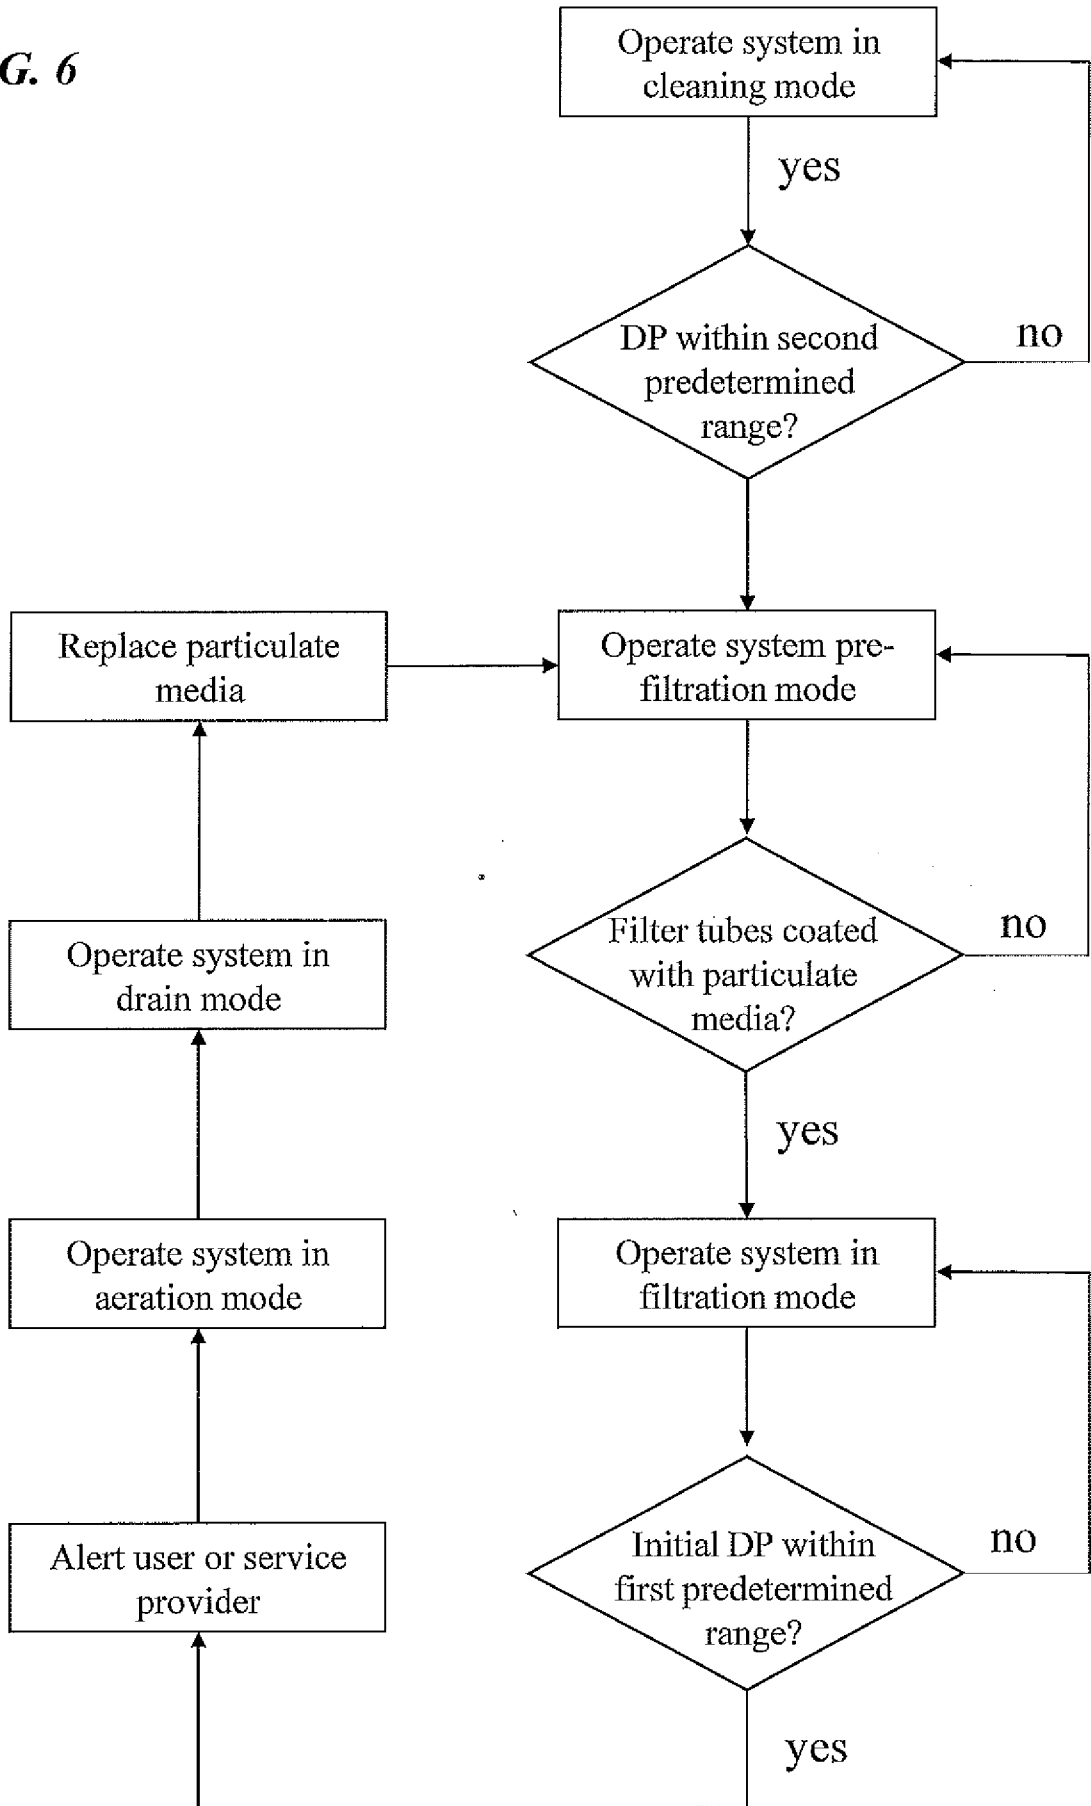 G. 6
Operate system in
cleaning mode
yes
DP within second
predetermined
range?
no
Replace particulate
media
Operate system pre-
filtration mode
Operate system in
drain mode
Filter tubes coated
with particulate
media?
no
yes
Operate system in
aeration mode
Operate system in
filtration mode
Alert user or service
provider
Initial DP within
first predetermined
range?
no
yes